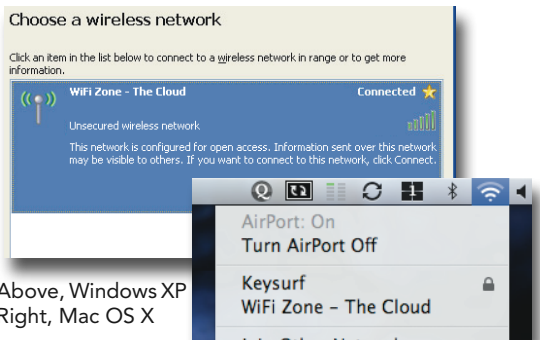 Choose a wireless network
Click an item in the list below to connect to a wireless network in range or to get more
information.
WiFi Zone - The Cloud
Connected
Unsecured wireless network
This network is configured for open access. Information sent over this network
may be visible to others. If you want to connect to this network, click Connect.
AirPort: On
Turn AirPort Off
Keysurf
WiFi Zone - The Cloud
Above, Windows XP
Right, Mac OS X